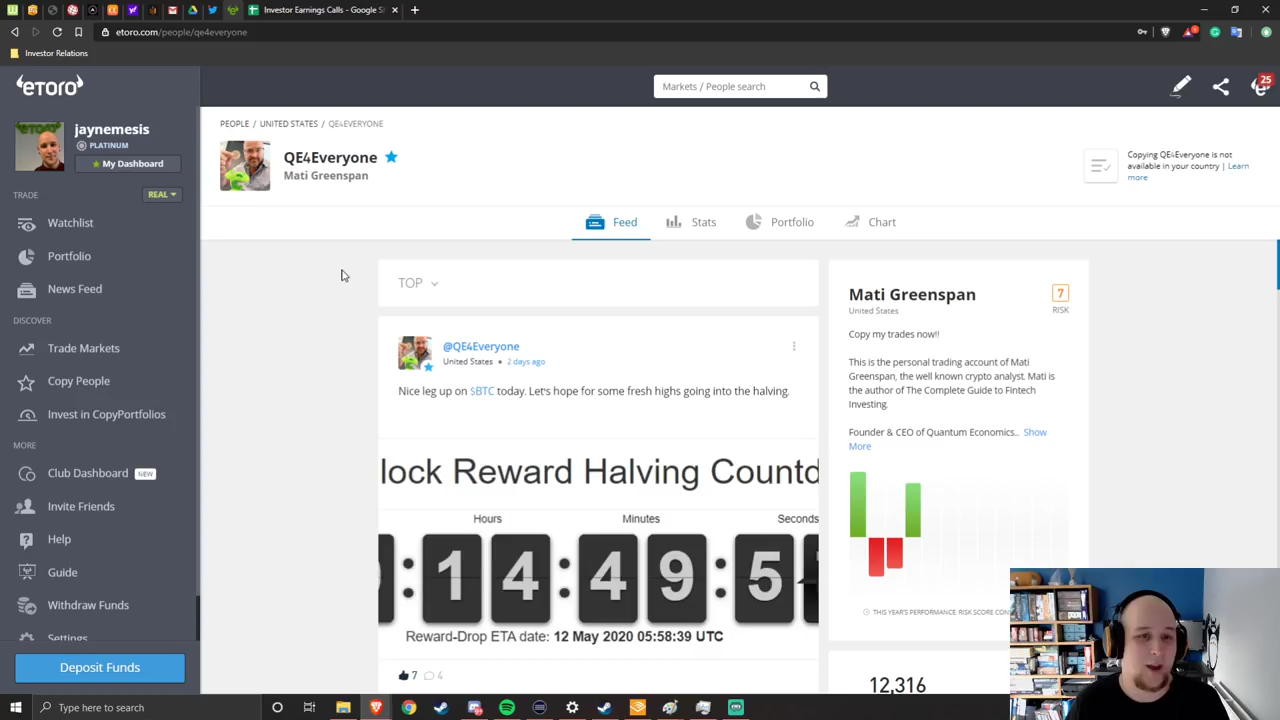 Investor Earnings Calls - Google S
etoro.com/people/qe4everyone
Investor Relations
eTORO
Markets / People search
25
jaynemesis
PLATINUM
My Dashboard
TRADE
REAL
Watchlist
Portfolio
News Feed
DISCOVER
Trade Markets
Copy People
Invest in CopyPortfolios
MORE
Club Dashboard NEW
Invite Friends
Help
Guide
Withdraw Funds
Settings
Deposit Funds
PEOPLE / UNITED STATES / QE4EVERYONE
QE4Everyone
Mati Greenspan
Copying QE4Everyone is not
available in your country | Learn
more
Feed
Stats
Portfolio
Chart
TOP
@QE4Everyone
United States • 2 days ago
Nice leg up on $BTC today. Let's hope for some fresh highs going into the halving.
lock Reward Halving Countd
Hours
Minutes
Seconds
: 14 : 49 : 5
Reward-Drop ETA date: 12 May 2020 05:58:39 UTC
7
4
Mati Greenspan
7
United States
RISK
Copy my trades now!!
This is the personal trading account of Mati
Greenspan, the well known crypto analyst. Mati is
the author of The Complete Guide to Fintech
Investing.
Founder & CEO of Quantum Economics... Show
More
THIS YEAR'S PERFORMANCE. RISK SCORE CON
12,316
Type here to search